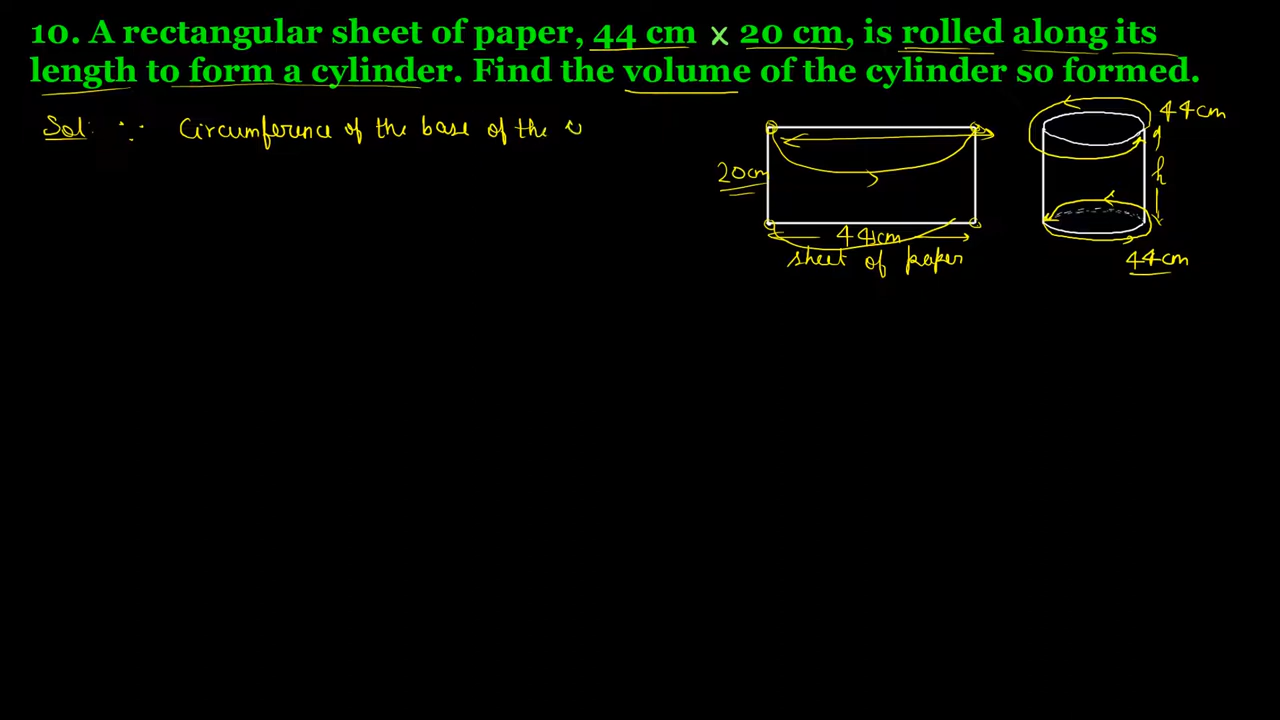 10. A rectangular sheet of paper, 44 cm × 20 cm, is rolled along its
length to form a cylinder. Find the volume of the cylinder so formed.
Sol: ∵ Circumference of the base of the
44cm
20cm
h
44cm
sheet of paper
44cm